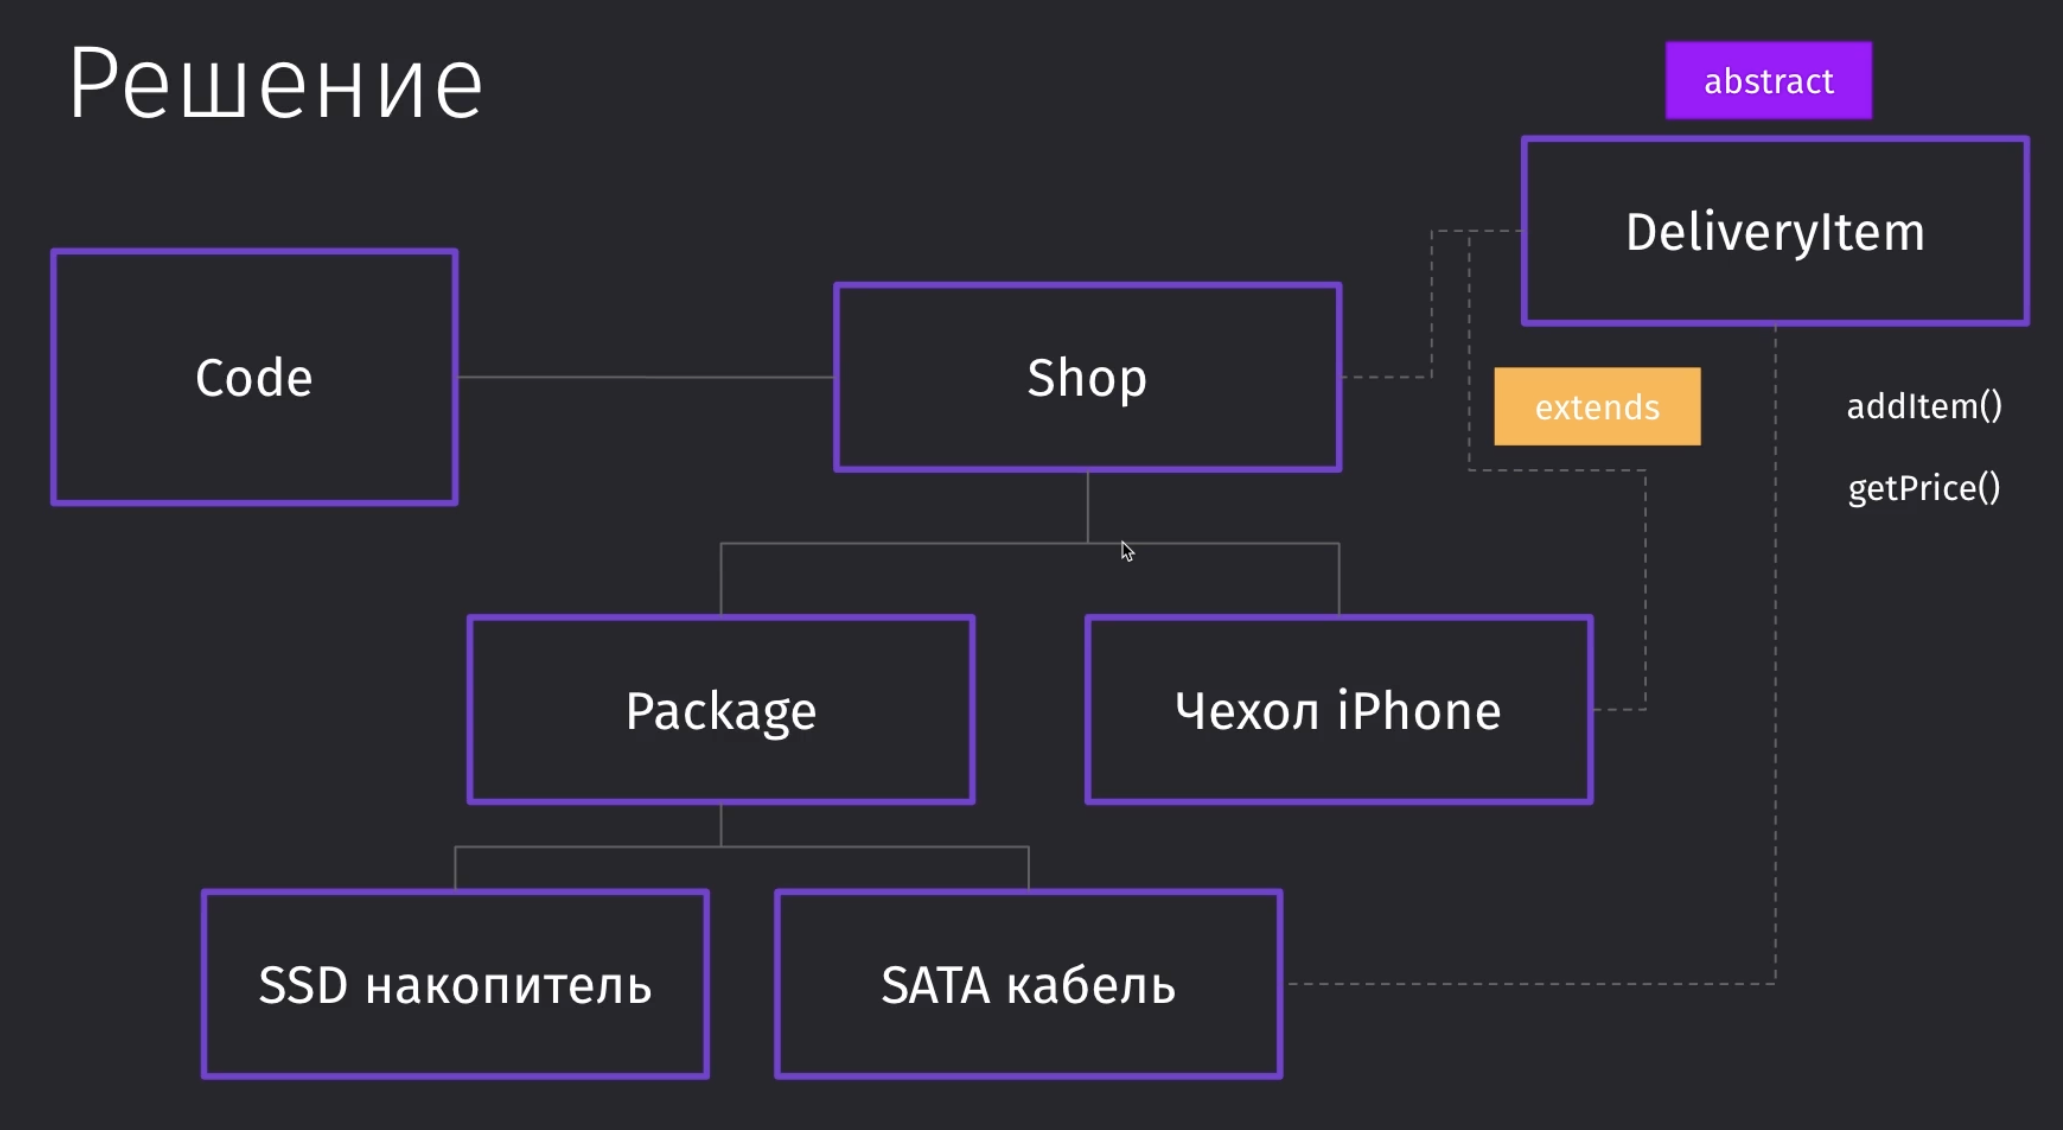 Решение
abstract
DeliveryItem
Code
Shop
extends
addItem()
getPrice()
Package
Чехол iPhone
SSD накопитель
SATA кабель